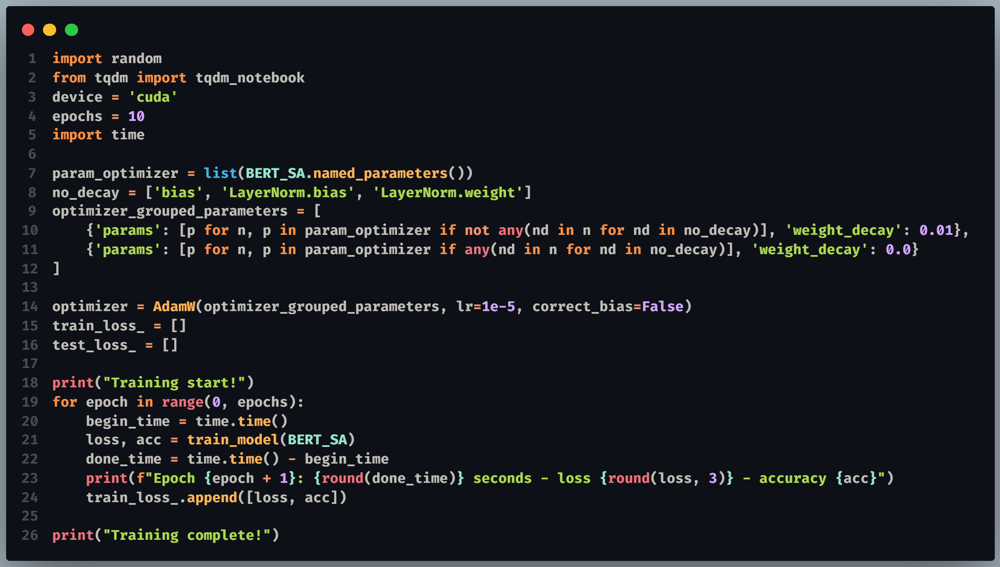 1 import random
2 from tqdm import tqdm_notebook
3 device = 'cuda'
4 epochs = 10
5 import time
6
7 param_optimizer = list(BERT_SA.named_parameters())
8 no_decay = ['bias', 'LayerNorm.bias', 'LayerNorm.weight']
9 optimizer_grouped_parameters = [
10     {'params': [p for n, p in param_optimizer if not any(nd in n for nd in no_decay)], 'weight_decay': 0.01},
11     {'params': [p for n, p in param_optimizer if any(nd in n for nd in no_decay)], 'weight_decay': 0.0}
12 ]
13
14 optimizer = AdamW(optimizer_grouped_parameters, lr=1e-5, correct_bias=False)
15 train_loss_ = []
16 test_loss_ = []
17
18 print("Training start!")
19 for epoch in range(0, epochs):
20     begin_time = time.time()
21     loss, acc = train_model(BERT_SA)
22     done_time = time.time() - begin_time
23     print(f"Epoch {epoch + 1}: {round(done_time)} seconds - loss {round(loss, 3)} - accuracy {acc}")
24     train_loss_.append([loss, acc])
25
26 print("Training complete!")